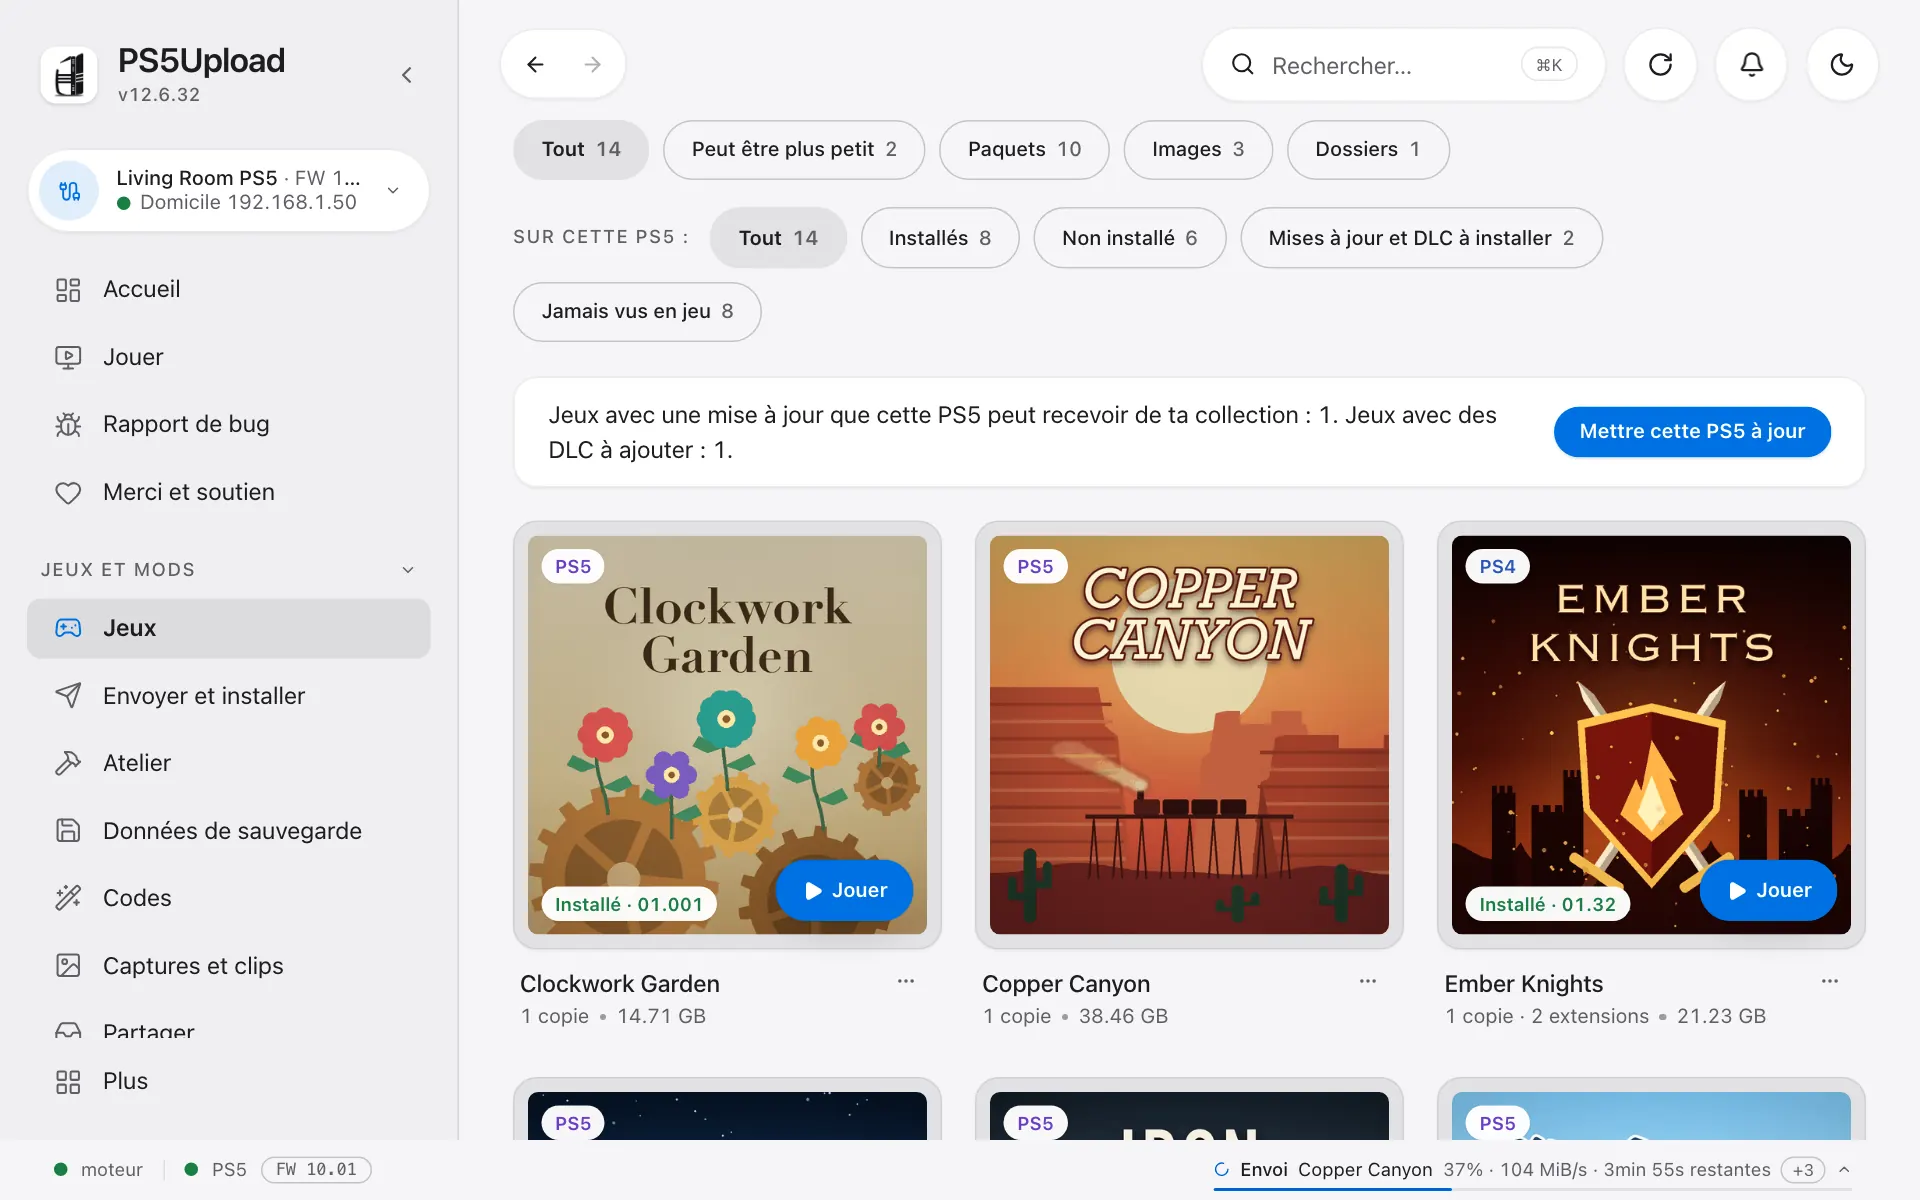 PS5Upload
v12.6.32
Living Room PS5 · FW 1...
Domicile 192.168.1.50
Accueil
Jouer
Rapport de bug
Merci et soutien
JEUX ET MODS
Jeux
Envoyer et installer
Atelier
Données de sauvegarde
Codes
Captures et clips
Partager
Plus
Rechercher...
⌘K
Tout 14
Peut être plus petit 2
Paquets 10
Images 3
Dossiers 1
SUR CETTE PS5 :
Tout 14
Installés 8
Non installé 6
Mises à jour et DLC à installer 2
Jamais vus en jeu 8
Jeux avec une mise à jour que cette PS5 peut recevoir de ta collection : 1. Jeux avec des
DLC à ajouter : 1.
Mettre cette PS5 à jour
PS5
Clockwork
Garden
Installé · 01.001
Jouer
Clockwork Garden
...
1 copie • 14.71 GB
PS5
COPPER
CANYON
Copper Canyon
...
1 copie • 38.46 GB
PS4
EMBER
KNIGHTS
Installé · 01.32
Jouer
Ember Knights
...
1 copie · 2 extensions • 21.23 GB
PS5
PS5
IRON
PS5
moteur
PS5
FW 10.01
Envoi Copper Canyon 37% · 104 MiB/s · 3min 55s restantes
+3